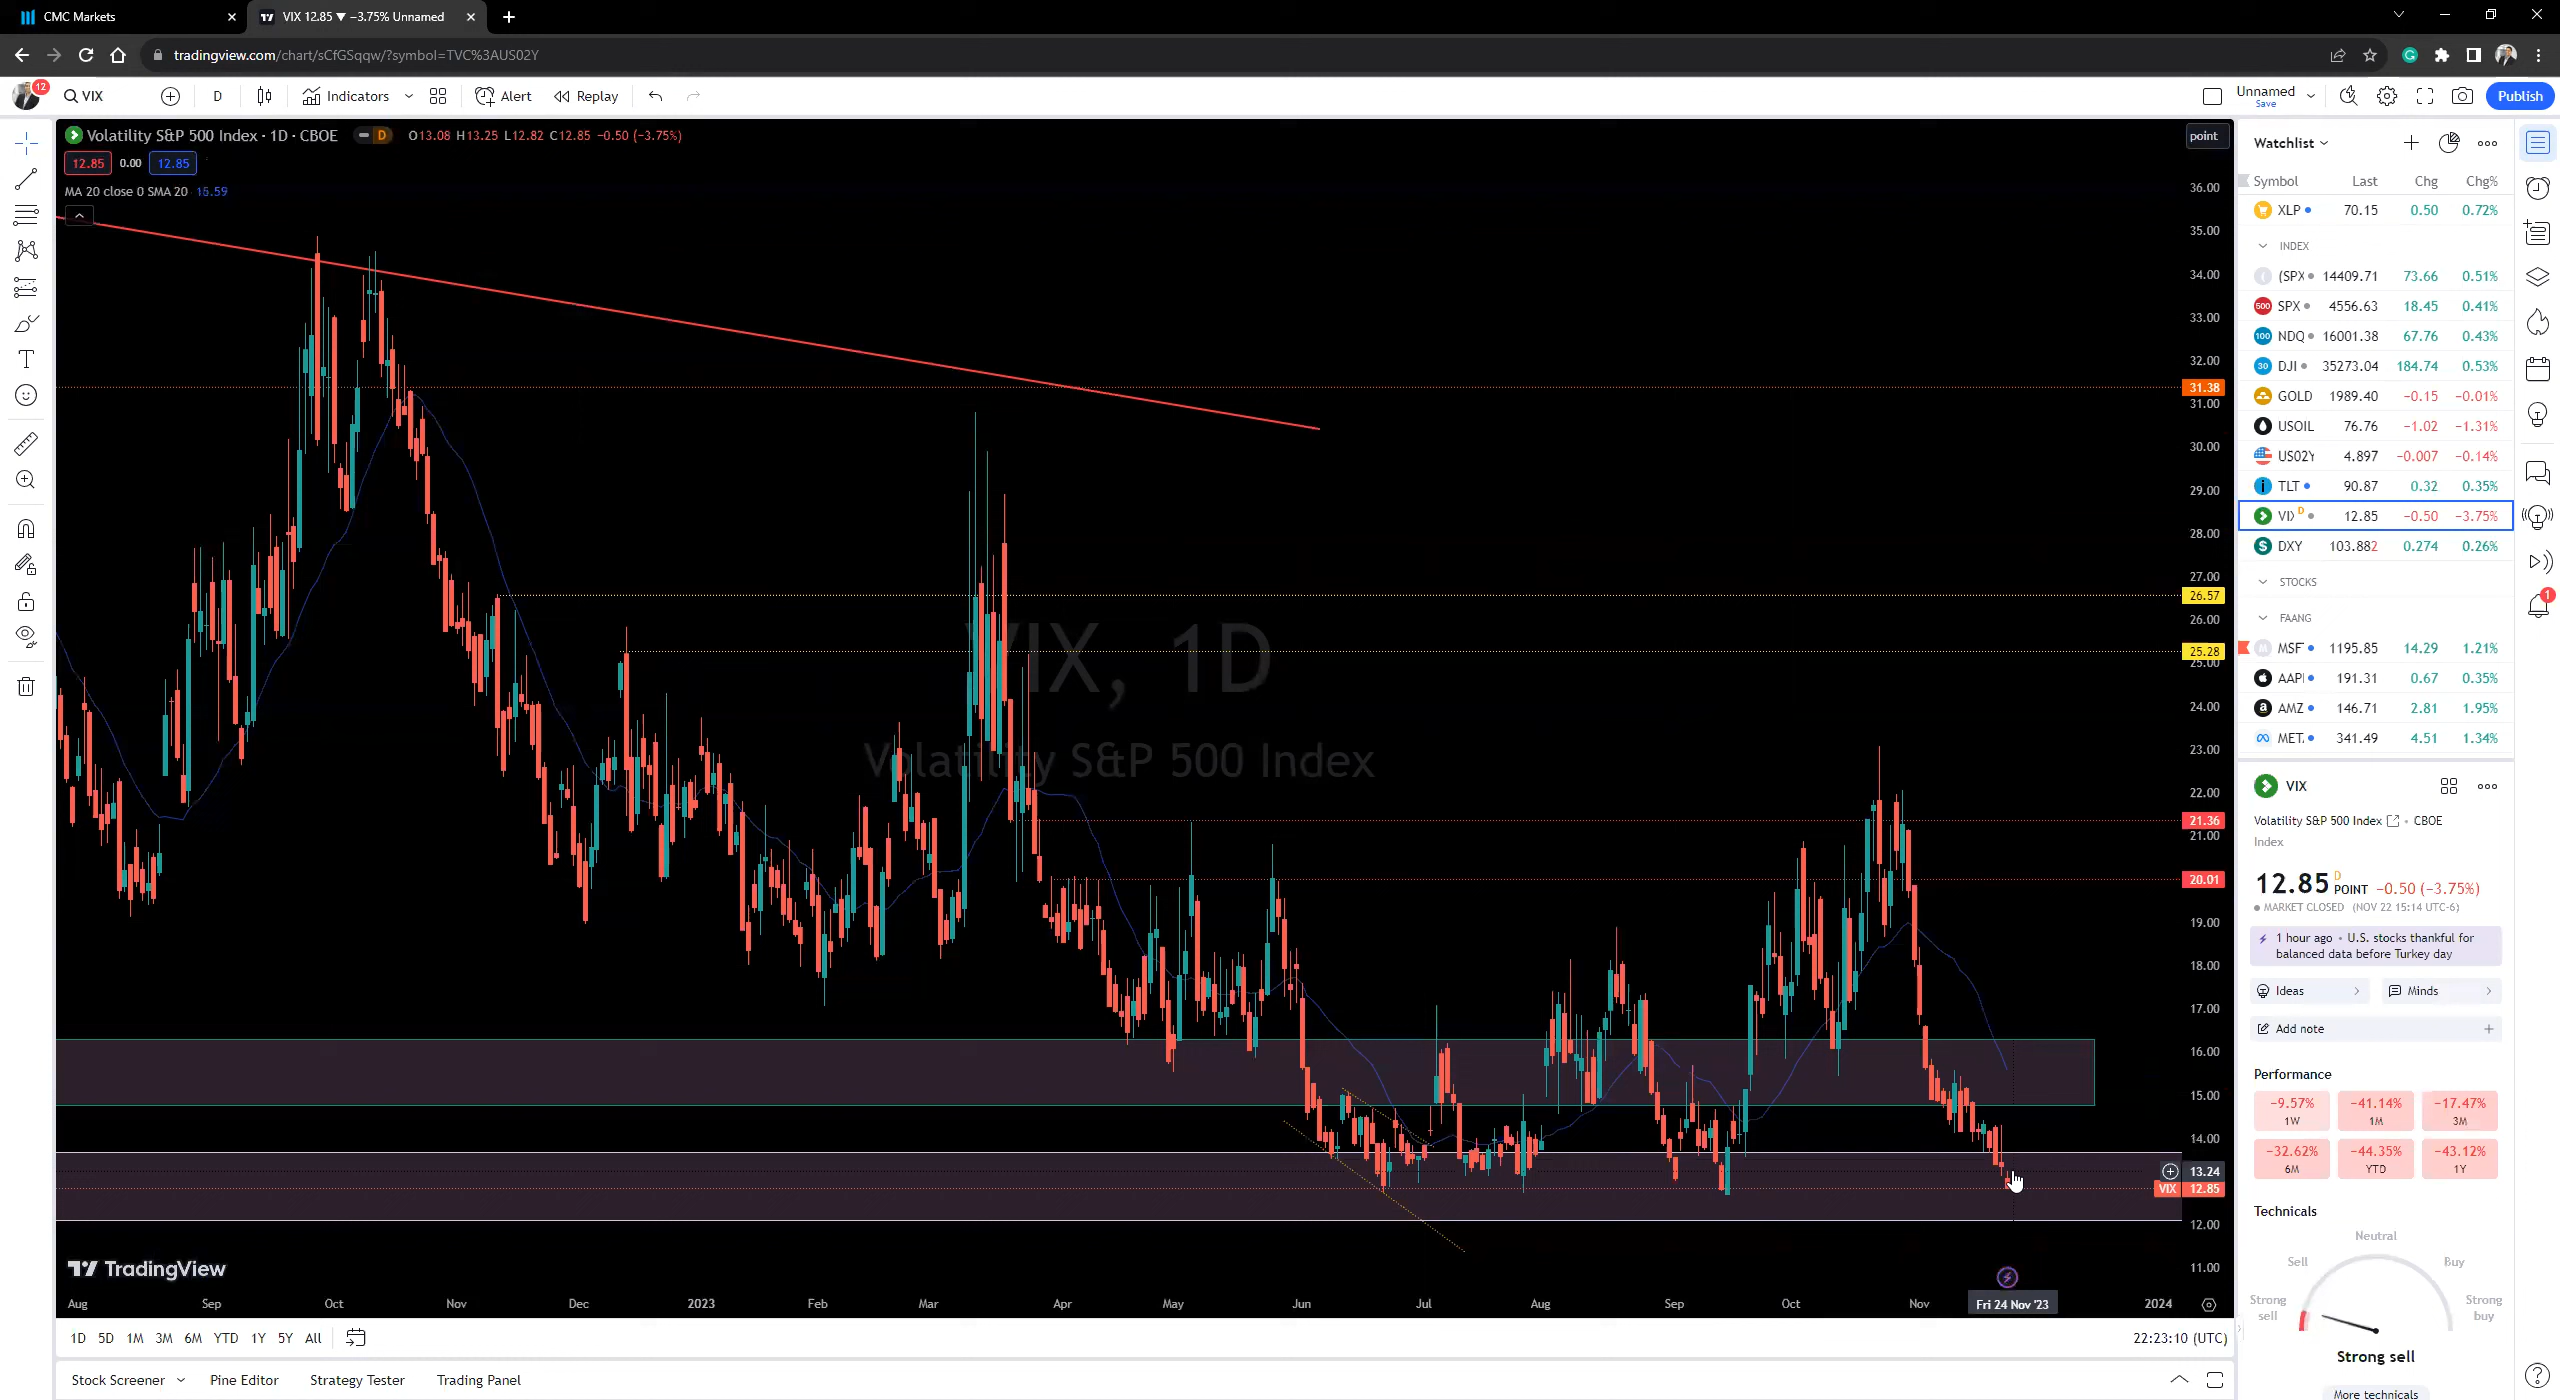 CMC Markets
VIX 12.85 ▼ −3.75% Unnamed
tradingview.com/chart/sCfGSqqw/?symbol=TVC%3AUS02Y
12
VIX
D
Indicators
Alert
Replay
Unnamed
Save
Publish
Volatility S&P 500 Index · 1D · CBOE
D
O13.08 H13.25 L12.82 C12.85 −0.50 (−3.75%)
12.85
0.00
12.85
MA 20 close 0 SMA 20 15.59
point
36.00
35.00
34.00
33.00
32.00
31.38
31.00
30.00
29.00
28.00
27.00
26.57
26.00
25.28
25.00
24.00
23.00
22.00
21.36
21.00
20.01
19.00
18.00
17.00
16.00
15.00
14.00
13.24
VIX 12.85
12.00
11.00
VIX, 1D
Volatility S&P 500 Index
TradingView
Aug Sep Oct Nov Dec 2023 Feb Mar Apr May Jun Jul Aug Sep Oct Nov Fri 24 Nov '23 2024
1D 5D 1M 3M 6M YTD 1Y 5Y All
22:23:10 (UTC)
Stock Screener
Pine Editor
Strategy Tester
Trading Panel
Watchlist
Symbol Last Chg Chg%
XLP 70.15 0.50 0.72%
INDEX
(SPX 14409.71 73.66 0.51%
500 SPX 4556.63 18.45 0.41%
100 NDQ 16001.38 67.76 0.43%
30 DJI 35273.04 184.74 0.53%
GOLD 1989.40 −0.15 −0.01%
USOIL 76.76 −1.02 −1.31%
US02Y 4.897 −0.007 −0.14%
TLT 90.87 0.32 0.35%
VIX D 12.85 −0.50 −3.75%
DXY 103.882 0.274 0.26%
STOCKS
FAANG
MSF 1195.85 14.29 1.21%
AAPL 191.31 0.67 0.35%
AMZ 146.71 2.81 1.95%
MET 341.49 4.51 1.34%
VIX
Volatility S&P 500 Index · CBOE
Index
12.85 D POINT −0.50 (−3.75%)
MARKET CLOSED (NOV 22 15:14 UTC-6)
1 hour ago · U.S. stocks thankful for
balanced data before Turkey day
Ideas
Minds
Add note
Performance
−9.57% −41.14% −17.47%
1W 1M 3M
−32.62% −44.35% −43.12%
6M YTD 1Y
Technicals
Neutral
Sell Buy
Strong sell
Strong buy
Strong sell
More technicals
1